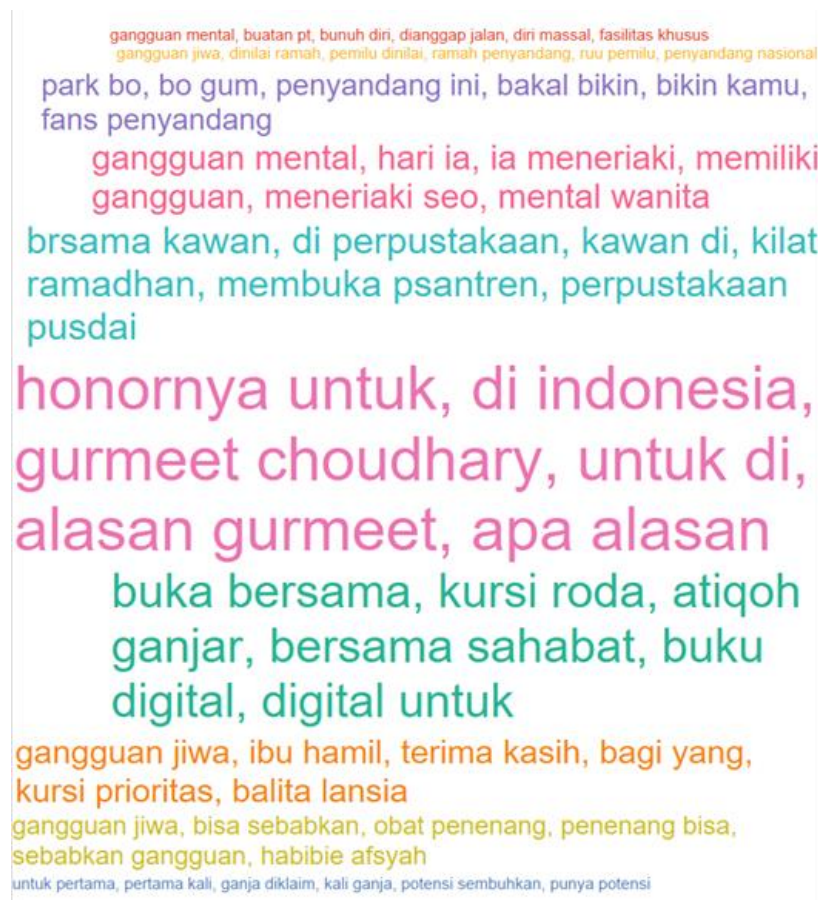 gangguan mental, buatan pt, bunuh diri, dianggap jalan, diri massal, fasilitas khusus
gangguan jiwa, dinilai ramah, pemilu dinilai, ramah penyandang, ruu pemilu, penyandang nasional
park bo, bo gum, penyandang ini, bakal bikin, bikin kamu,
fans penyandang
gangguan mental, hari ia, ia meneriaki, memiliki
gangguan, meneriaki seo, mental wanita
brsama kawan, di perpustakaan, kawan di, kilat
ramadhan, membuka psantren, perpustakaan
pusdai
honornya untuk, di indonesia,
gurmeet choudhary, untuk di,
alasan gurmeet, apa alasan
buka bersama, kursi roda, atiqoh
ganjar, bersama sahabat, buku
digital, digital untuk
gangguan jiwa, ibu hamil, terima kasih, bagi yang,
kursi prioritas, balita lansia
gangguan jiwa, bisa sebabkan, obat penenang, penenang bisa,
sebabkan gangguan, habibie afsyah
untuk pertama, pertama kali, ganja diklaim, kali ganja, potensi sembuhkan, punya potensi